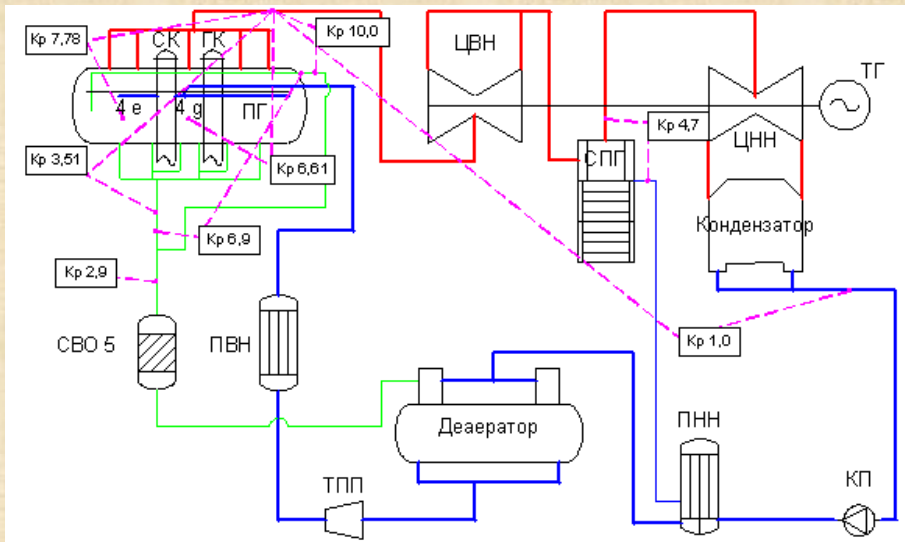 Кр 7,78
СК
ГК
Кр 10,0
ЦВН
ТГ
4 е
4 g
ПГ
Кр 4,7
ЦНН
СПГ
Кр 3,51
Кр 6,61
Кр 6,9
Кондензатор
Кр 2,9
СВО 5
ПВН
Кр 1,0
Деаератор
ПНН
КП
ТПП